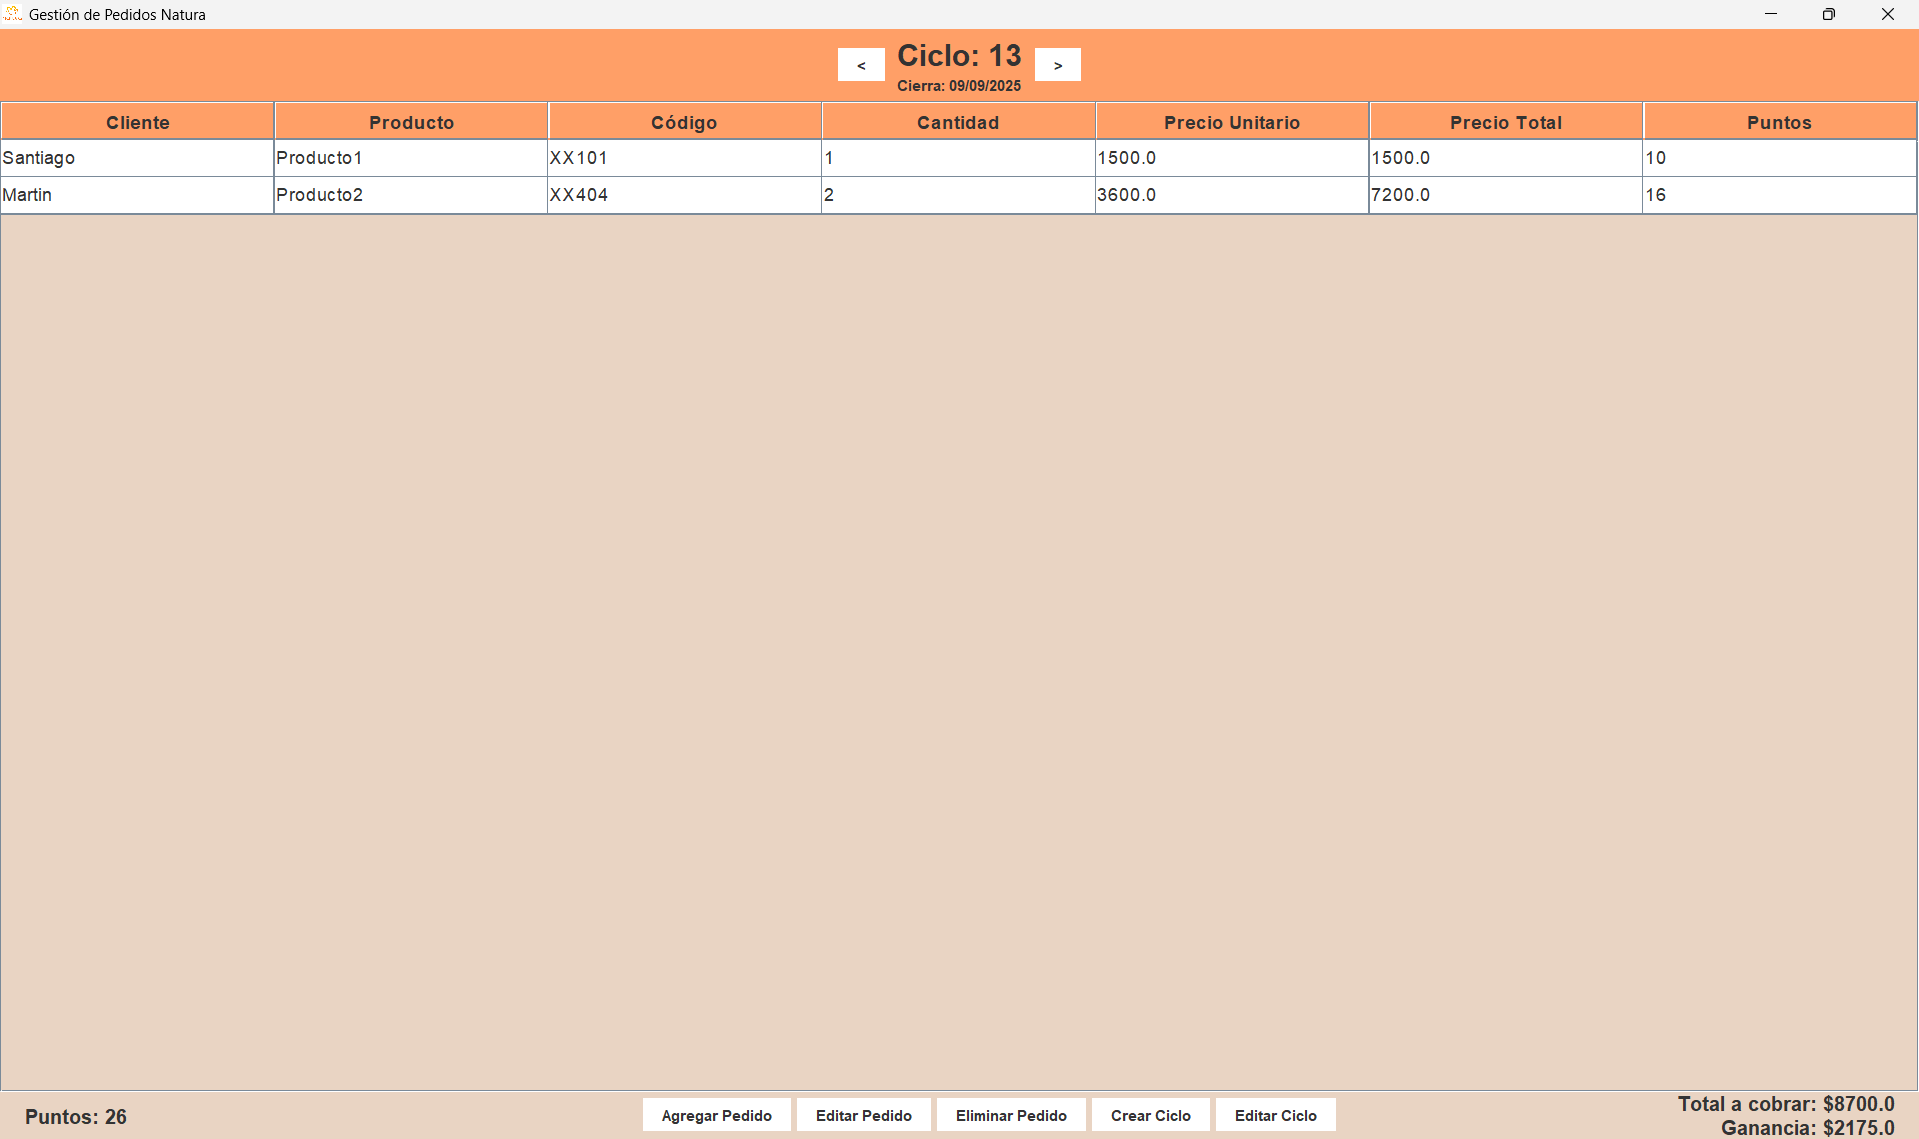 Gestión de Pedidos Natura
<
Ciclo: 13
>
Cierra: 09/09/2025
Cliente Producto Código Cantidad Precio Unitario Precio Total Puntos
Santiago Producto1 XX101 1 1500.0 1500.0 10
Martin Producto2 XX404 2 3600.0 7200.0 16
Puntos: 26
Agregar Pedido Editar Pedido Eliminar Pedido Crear Ciclo Editar Ciclo
Total a cobrar: $8700.0
Ganancia: $2175.0